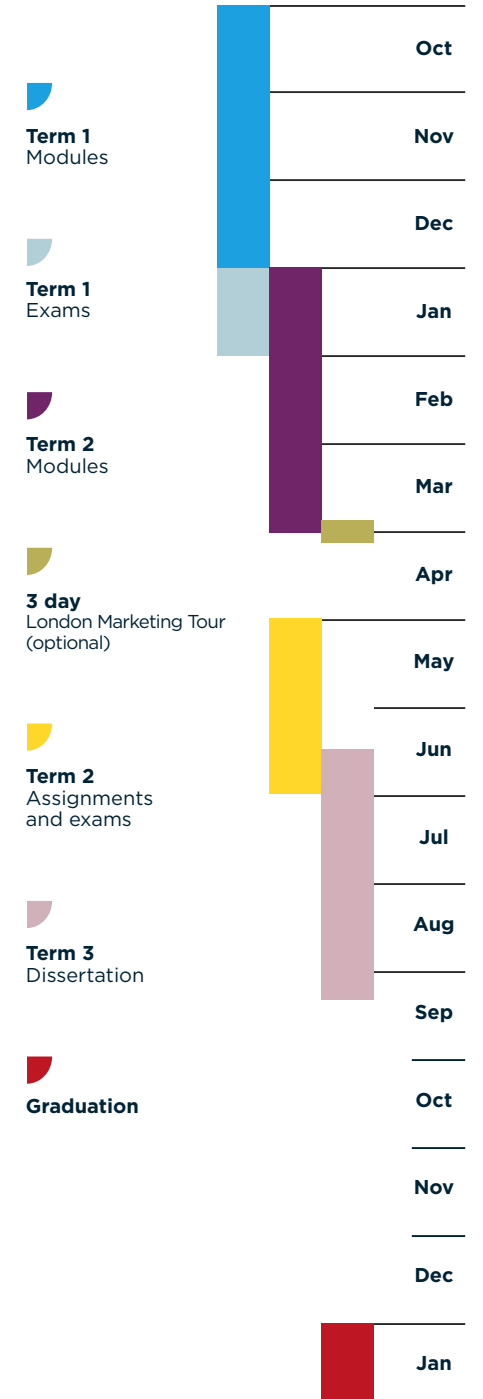 Term 1
Modules
Term 1
Exams
Term 2
Modules
3 day
London Marketing Tour
(optional)
Term 2
Assignments
and exams
Term 3
Dissertation
Graduation
Oct
Nov
Dec
Jan
Feb
Mar
Apr
May
Jun
Jul
Aug
Sep
Oct
Nov
Dec
Jan